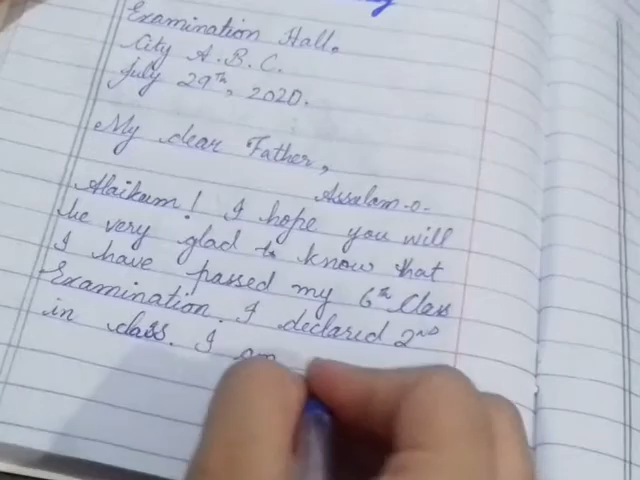 Examination Hall.
City A.B.C.
July 29th, 2020.
My dear Father,
Assalam-o-
Alaikum! I hope you will
be very glad to know that
I have passed my 6th Class
Examination. I declared 2nd
in class. I am